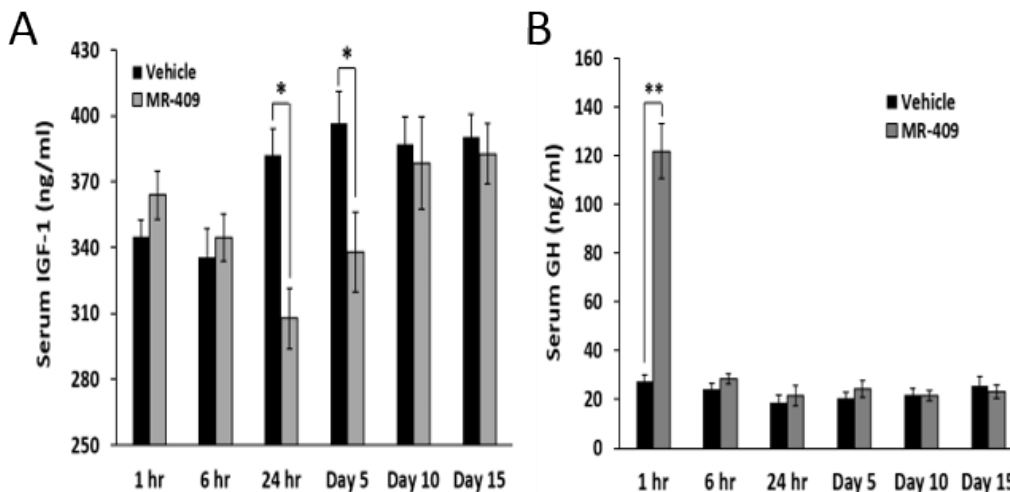 A
Serum IGF-1 (ng/ml)
430
400
370
340
310
280
250
Vehicle
MR-409
*
*
1 hr 6 hr 24 hr Day 5 Day 10 Day 15
B
Serum GH (ng/ml)
160
140
120
100
80
60
40
20
0
**
Vehicle
MR-409
1 hr 6 hr 24 hr Day 5 Day 10 Day 15